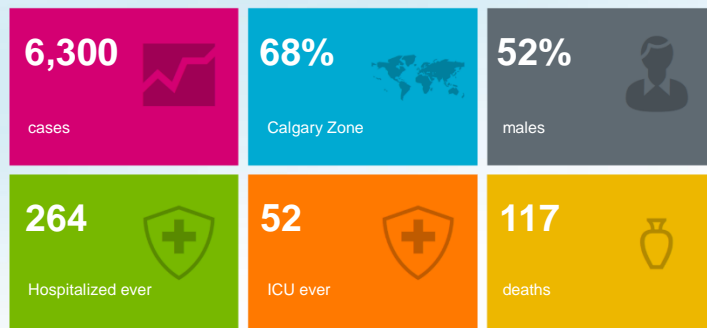 6,300
cases
68%
Calgary Zone
52%
males
264
Hospitalized ever
52
ICU ever
117
deaths